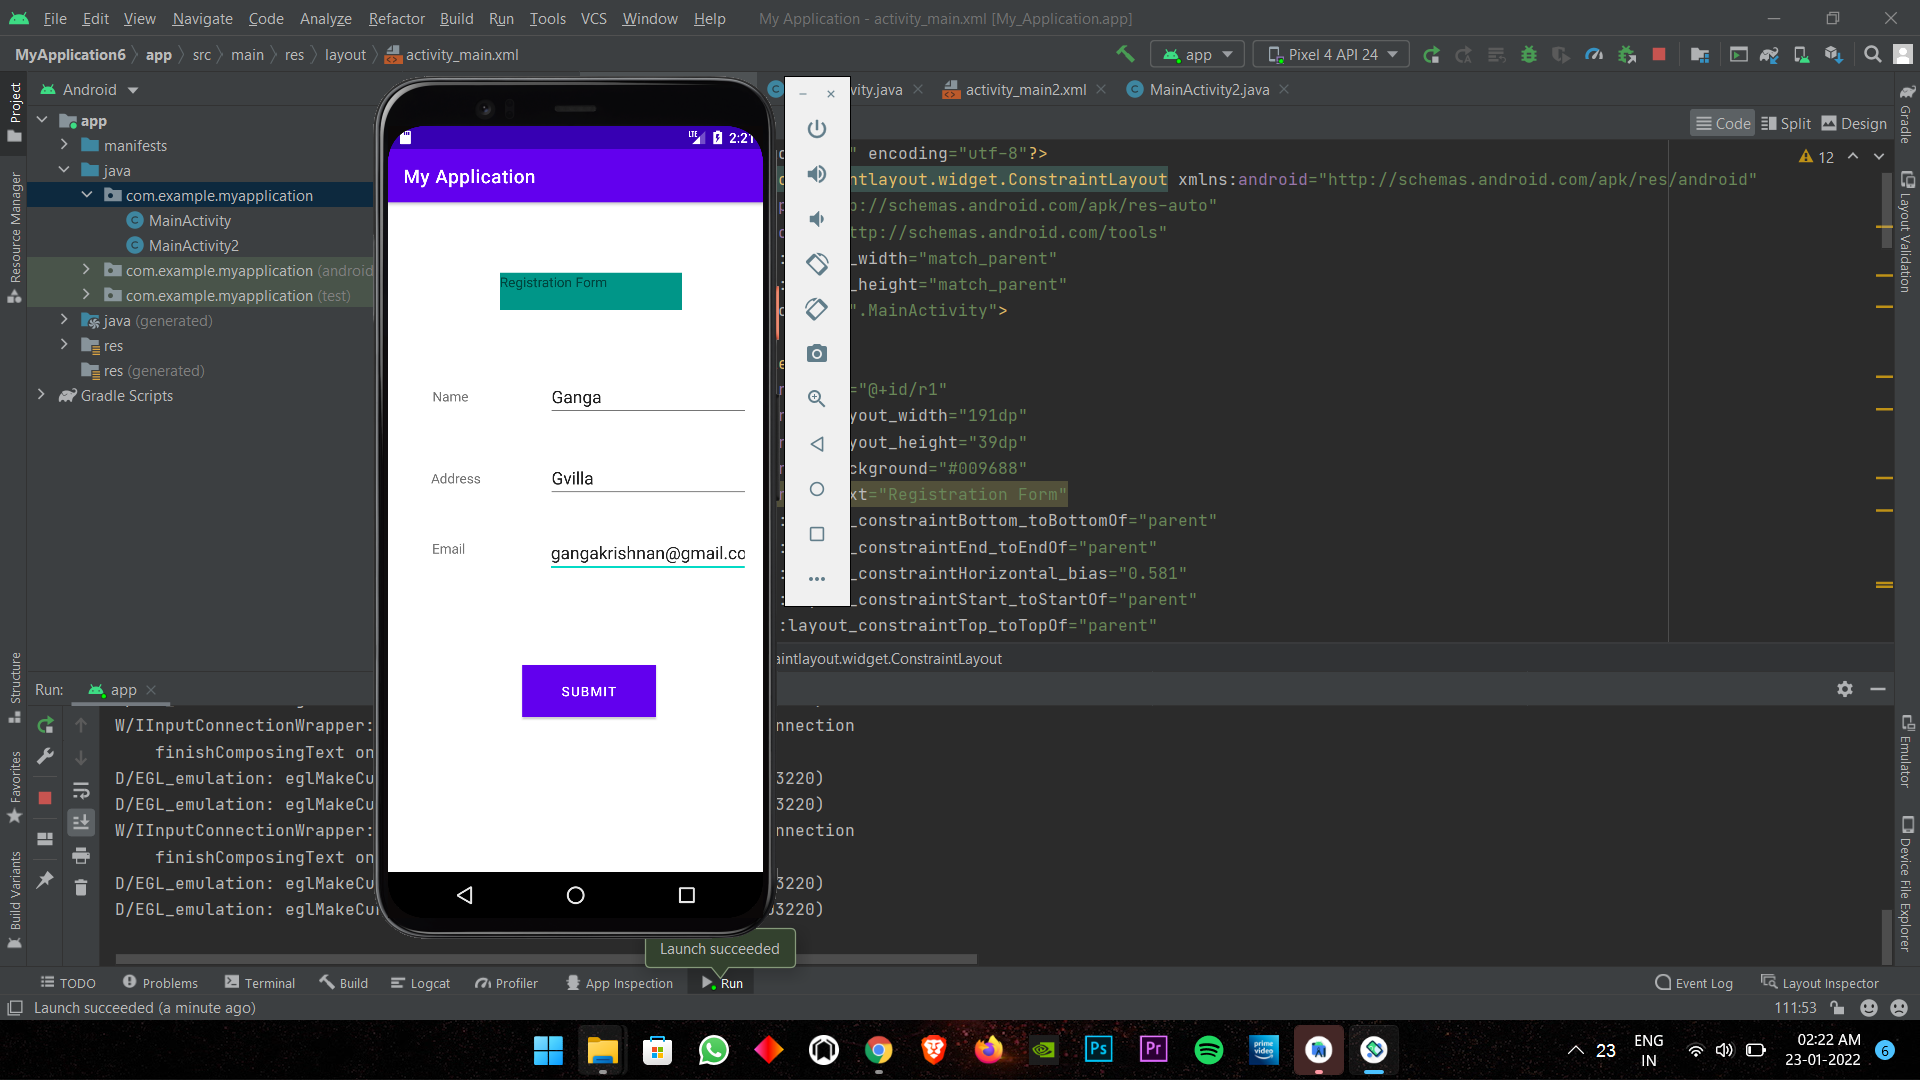 File Edit View Navigate Code Analyze Refactor Build Run Tools VCS Window Help My Application - activity_main.xml [My_Application.app]
MyApplication6 app src main res layout activity_main.xml app Pixel 4 API 24
Project
Resource Manager
Structure
Favorites
Build Variants
Android
app
manifests
java
com.example.myapplication
MainActivity
MainActivity2
com.example.myapplication (android
com.example.myapplication (test)
java (generated)
res
res (generated)
Gradle Scripts
LTE 2:21
My Application
Registration Form
Name Ganga
Address Gvilla
Email gangakrishnan@gmail.co
SUBMIT
vity.java activity_main2.xml MainActivity2.java
Code Split Design
12
" encoding="utf-8"?>
ntlayout.widget.ConstraintLayout xmlns:android="http://schemas.android.com/apk/res/android"
p://schemas.android.com/apk/res-auto"
ttp://schemas.android.com/tools"
_width="match_parent"
_height="match_parent"
".MainActivity">
="@+id/r1"
yout_width="191dp"
yout_height="39dp"
ckground="#009688"
xt="Registration Form"
_constraintBottom_toBottomOf="parent"
_constraintEnd_toEndOf="parent"
_constraintHorizontal_bias="0.581"
_constraintStart_toStartOf="parent"
:layout_constraintTop_toTopOf="parent"
aintlayout.widget.ConstraintLayout
Gradle
Layout Validation
Emulator
Device File Explorer
Run: app
W/IInputConnectionWrapper: nnection
finishComposingText on
D/EGL_emulation: eglMakeCu 3220)
D/EGL_emulation: eglMakeCu 3220)
W/IInputConnectionWrapper: nnection
finishComposingText on
D/EGL_emulation: eglMakeCu 3220)
D/EGL_emulation: eglMakeCu 3220)
Launch succeeded
TODO Problems Terminal Build Logcat Profiler App Inspection Run Event Log Layout Inspector
Launch succeeded (a minute ago) 111:53
Ps Pr prime video 23 ENG IN 02:22 AM 23-01-2022 6